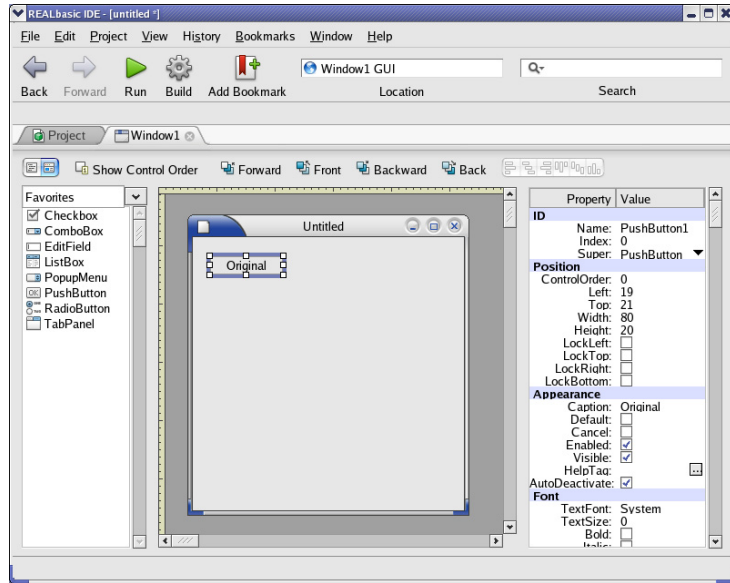 REALbasic IDE - [untitled *]
File Edit Project View History Bookmarks Window Help
Window1 GUI
Back Forward Run Build Add Bookmark Location Search
Project Window1
Show Control Order Forward Front Backward Back
Favorites
Checkbox
ComboBox
EditField
ListBox
PopupMenu
PushButton
RadioButton
TabPanel
Untitled
Original
Property Value
ID
Name: PushButton1
Index: 0
Super: PushButton
Position
ControlOrder: 0
Left: 19
Top: 21
Width: 80
Height: 20
LockLeft:
LockTop:
LockRight:
LockBottom:
Appearance
Caption: Original
Default:
Cancel:
Enabled:
Visible:
HelpTag: ...
AutoDeactivate:
Font
TextFont: System
TextSize: 0
Bold:
Italic: